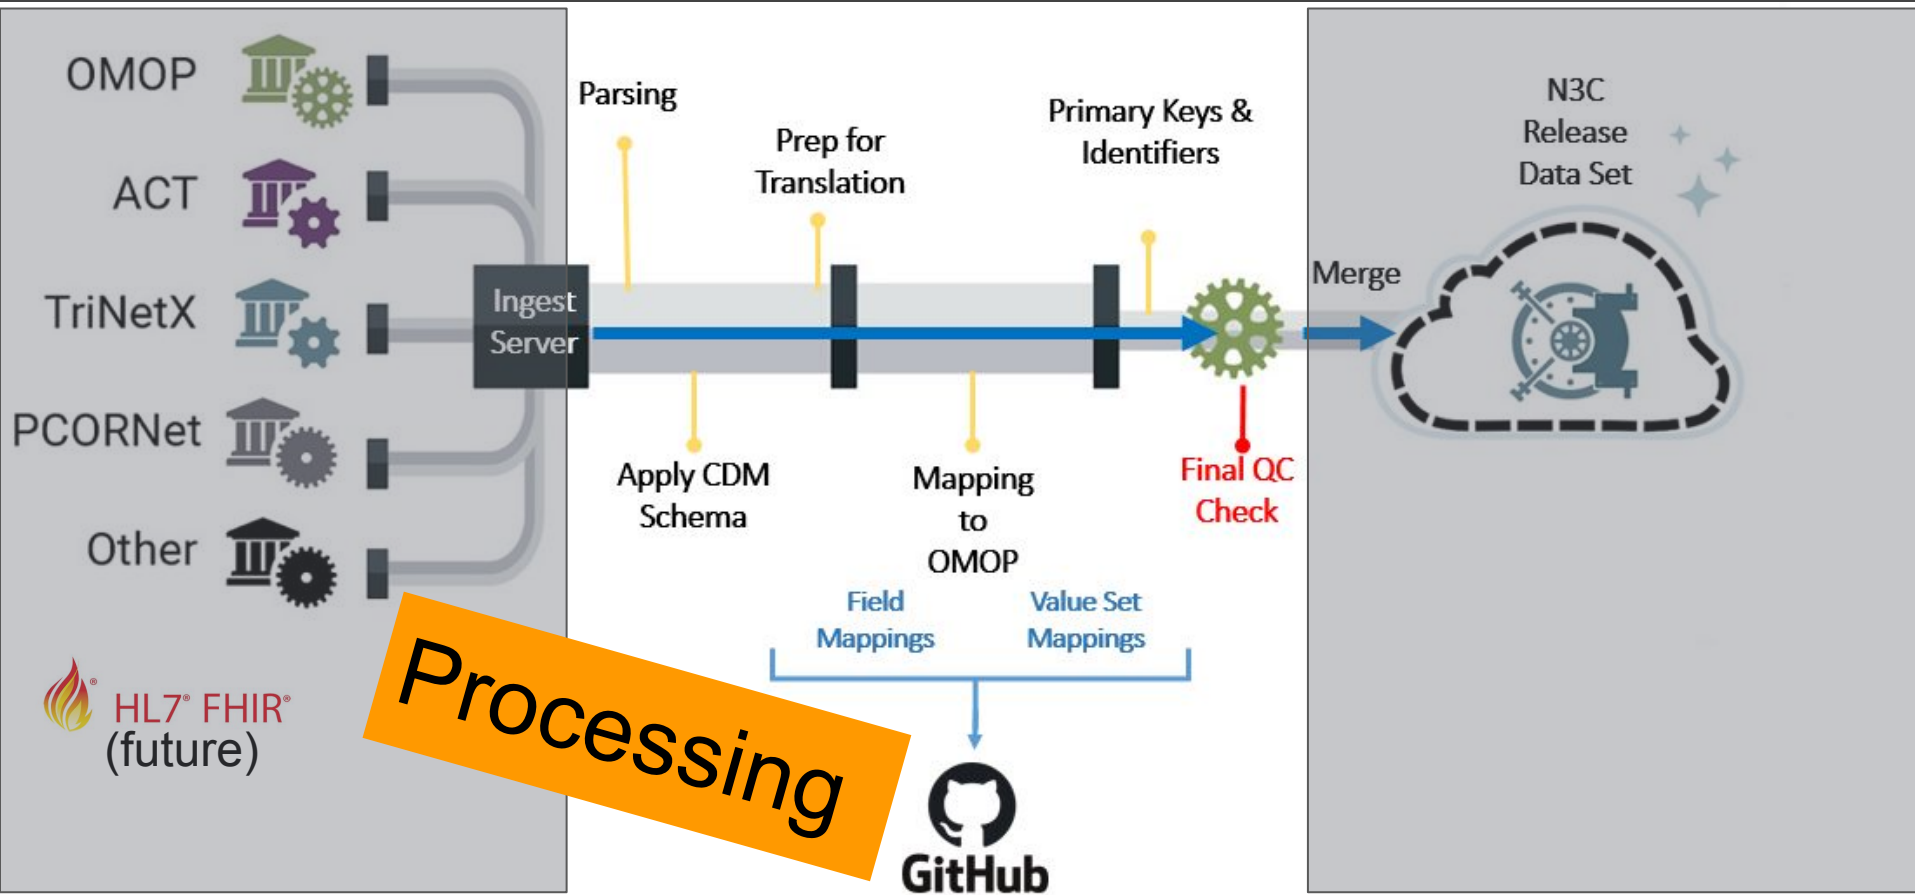 OMOP
ACT
TriNetX
PCORNet
Other
HL7® FHIR®
(future)
Ingest
Server
Parsing
Prep for
Translation
Primary Keys &
Identifiers
Apply CDM
Schema
Mapping
to
OMOP
Final QC
Check
Field
Mappings
Value Set
Mappings
Processing
GitHub
Merge
N3C
Release
Data Set